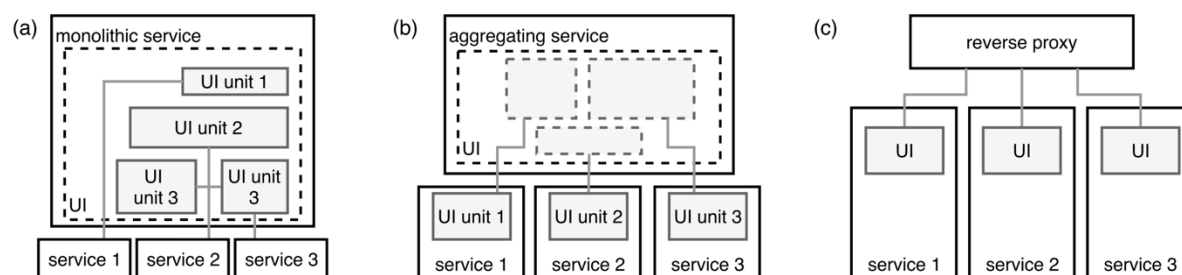 (a)
monolithic service
UI unit 1
UI unit 2
UI
unit 3
UI unit
3
UI
service 1
service 2
service 3
(b)
aggregating service
UI
UI unit 1
UI unit 2
UI unit 3
service 1
service 2
service 3
(c)
reverse proxy
UI
UI
UI
service 1
service 2
service 3